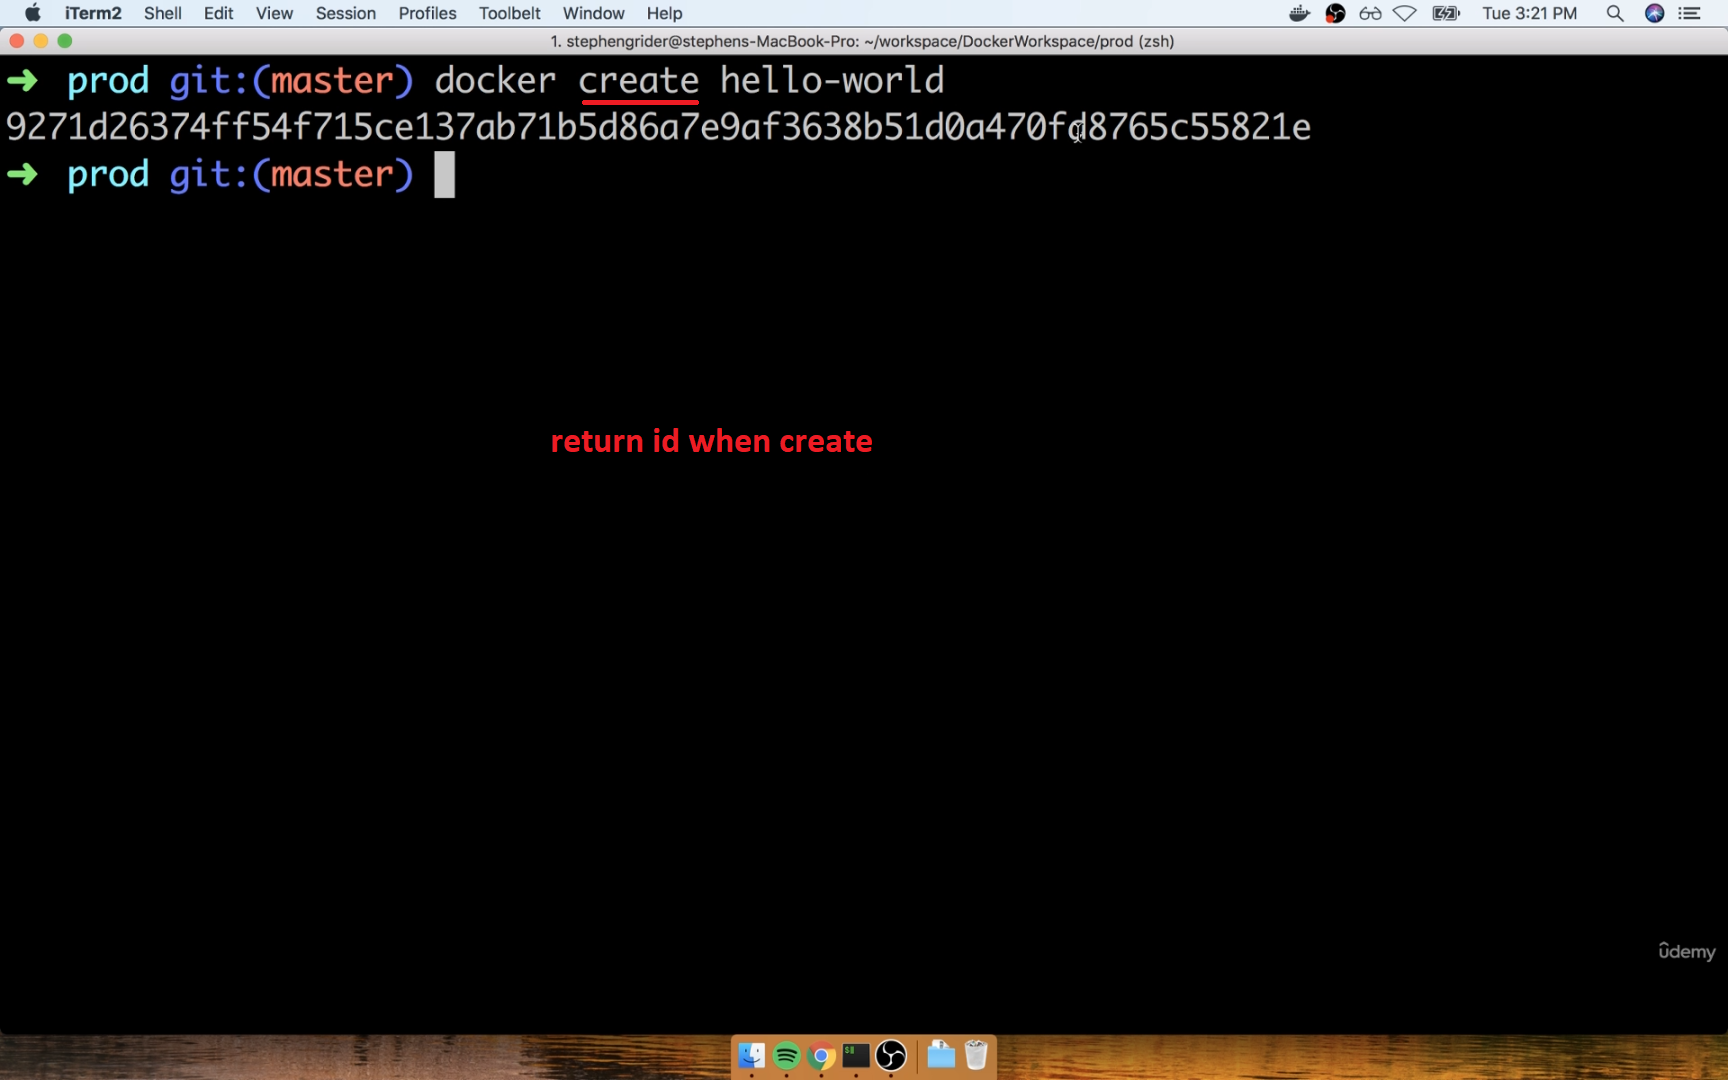 iTerm2 Shell Edit View Session Profiles Toolbelt Window Help Tue 3:21 PM
1. stephengrider@stephens-MacBook-Pro: ~/workspace/DockerWorkspace/prod (zsh)
➜ prod git:(master) docker create hello-world
9271d26374ff54f715ce137ab71b5d86a7e9af3638b51d0a470fd8765c55821e
➜ prod git:(master)
return id when create
ûdemy